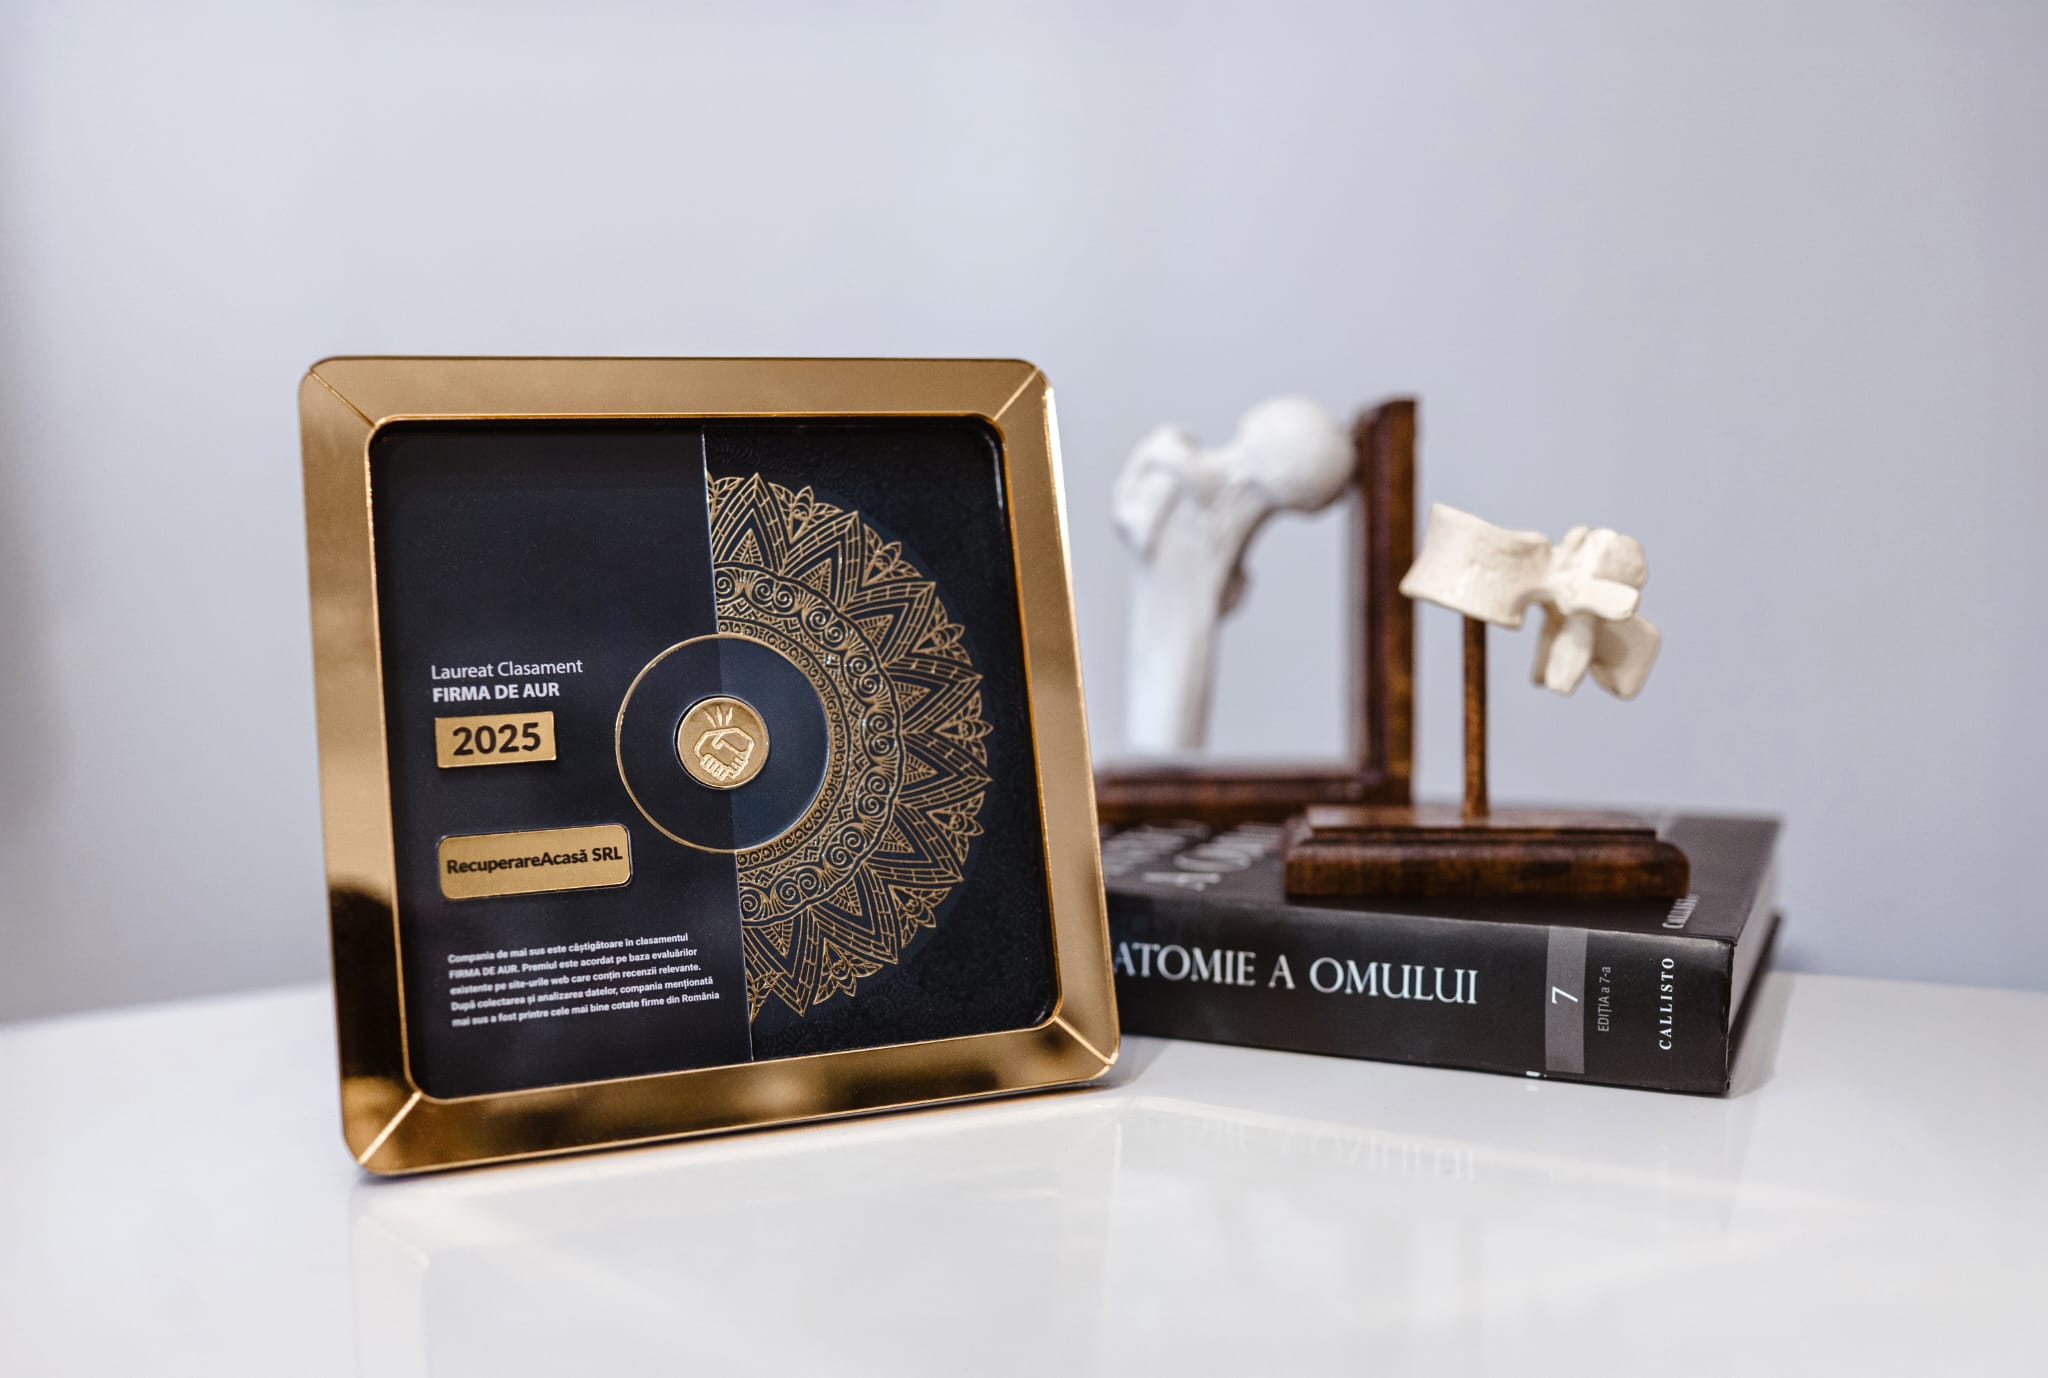 Laureat Clasament
FIRMA DE AUR
2025
RecuperareAcasă SRL
Compania de mai sus este câștigătoare în clasamentul
FIRMA DE AUR. Premiul este acordat pe baza evaluărilor
existente pe site-urile web care conțin recenzii relevante.
După colectarea și analizarea datelor, compania menționată
mai sus a fost printre cele mai bine cotate firme din România
ATOMIE A OMULUI
7
EDIȚIA a 7-a
CALLISTO